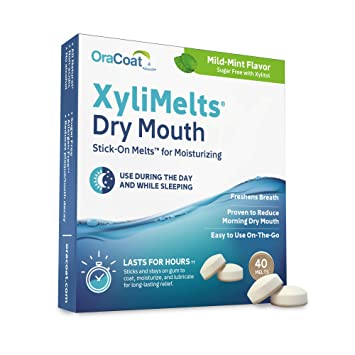 OraCoat
Mild-Mint Flavor
Sugar Free with Xylitol
XyliMelts®
Dry Mouth
Stick-On Melts™ for Moisturizing
USE DURING THE DAY
AND WHILE SLEEPING
Freshens Breath
Proven to Reduce
Morning Dry Mouth
Easy to Use On-The-Go
LASTS FOR HOURS
Sticks and stays on gum to
coat, moisturize, and lubricate
for long-lasting relief.
40
MELTS
oracoat.com